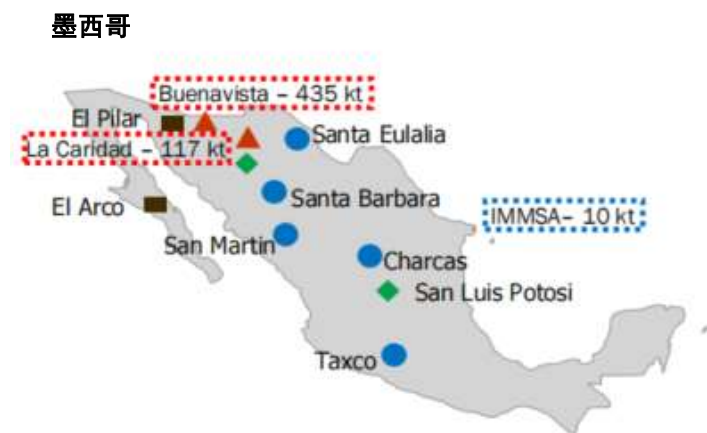 墨西哥
Buenavista – 435 kt
El Pilar
La Caridad – 117 kt
Santa Eulalia
El Arco
Santa Barbara
IMMSA– 10 kt
San Martin
Charcas
San Luis Potosi
Taxco